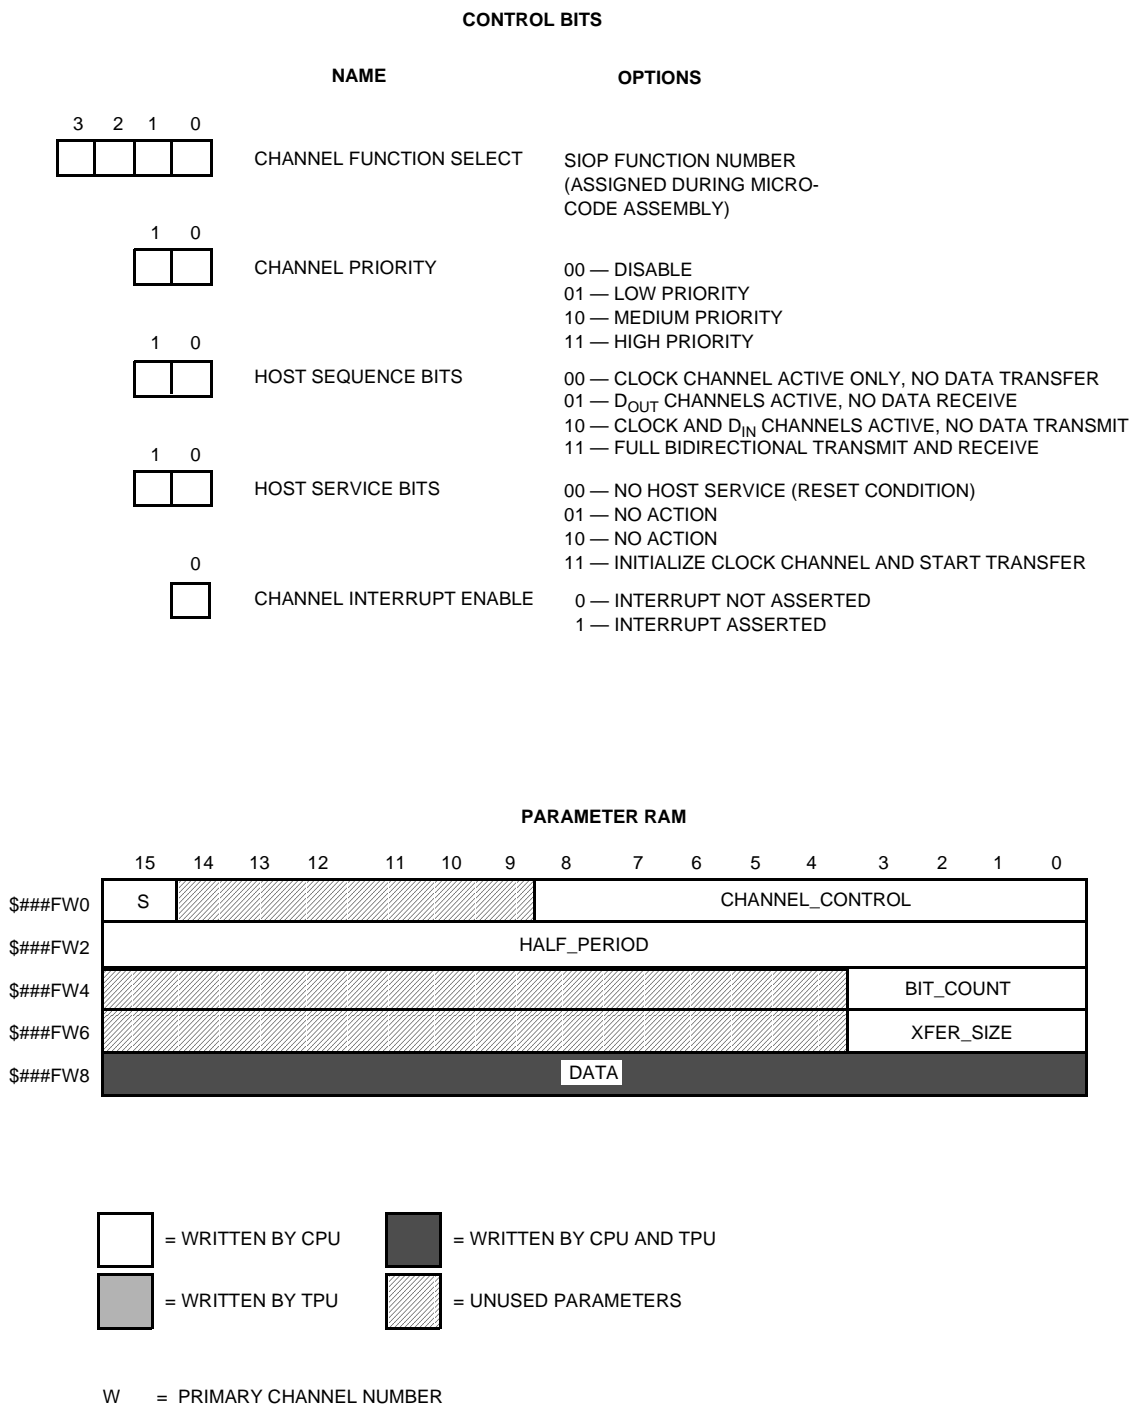 CONTROL BITS
NAME OPTIONS
3 2 1 0
CHANNEL FUNCTION SELECT SIOP FUNCTION NUMBER
(ASSIGNED DURING MICRO-
CODE ASSEMBLY)
1 0
CHANNEL PRIORITY 00 — DISABLE
01 — LOW PRIORITY
10 — MEDIUM PRIORITY
11 — HIGH PRIORITY
1 0
HOST SEQUENCE BITS 00 — CLOCK CHANNEL ACTIVE ONLY, NO DATA TRANSFER
01 — DOUT CHANNELS ACTIVE, NO DATA RECEIVE
10 — CLOCK AND DIN CHANNELS ACTIVE, NO DATA TRANSMIT
11 — FULL BIDIRECTIONAL TRANSMIT AND RECEIVE
1 0
HOST SERVICE BITS 00 — NO HOST SERVICE (RESET CONDITION)
01 — NO ACTION
10 — NO ACTION
11 — INITIALIZE CLOCK CHANNEL AND START TRANSFER
0
CHANNEL INTERRUPT ENABLE 0 — INTERRUPT NOT ASSERTED
1 — INTERRUPT ASSERTED
PARAMETER RAM
15 14 13 12 11 10 9 8 7 6 5 4 3 2 1 0
$###FW0 S CHANNEL_CONTROL
$###FW2 HALF_PERIOD
$###FW4 BIT_COUNT
$###FW6 XFER_SIZE
$###FW8 DATA
= WRITTEN BY CPU = WRITTEN BY CPU AND TPU
= WRITTEN BY TPU = UNUSED PARAMETERS
W = PRIMARY CHANNEL NUMBER